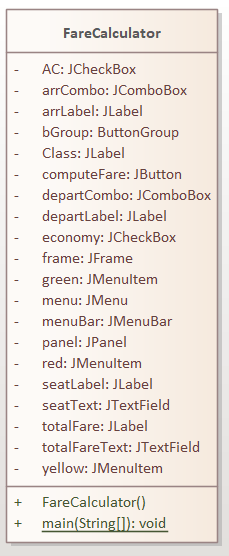 FareCalculator
- AC: JCheckBox
- arrCombo: JComboBox
- arrLabel: JLabel
- bGroup: ButtonGroup
- Class: JLabel
- computeFare: JButton
- departCombo: JComboBox
- departLabel: JLabel
- economy: JCheckBox
- frame: JFrame
- green: JMenuItem
- menu: JMenu
- menuBar: JMenuBar
- panel: JPanel
- red: JMenuItem
- seatLabel: JLabel
- seatText: JTextField
- totalFare: JLabel
- totalFareText: JTextField
- yellow: JMenuItem
+ FareCalculator()
+ main(String[]): void